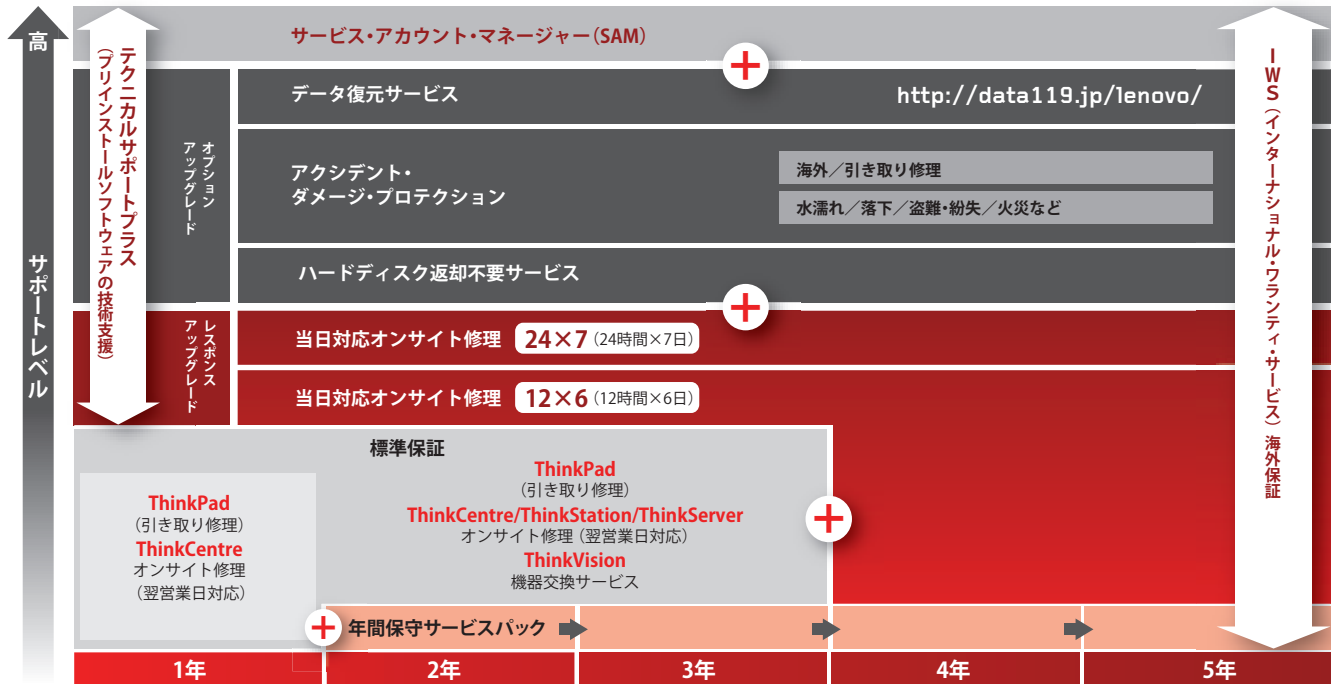 高
サポートレベル
テクニカルサポートプラス
(プリインストールソフトウェアの技術支援)
サービス・アカウント・マネージャー(SAM)
オプション
アップグレード
データ復元サービス
http://data119.jp/lenovo/
アクシデント・
ダメージ・プロテクション
海外／引き取り修理
水濡れ／落下／盗難・紛失／火災など
ハードディスク返却不要サービス
レスポンス
アップグレード
当日対応オンサイト修理 24×7(24時間×7日)
当日対応オンサイト修理 12×6(12時間×6日)
標準保証
ThinkPad
(引き取り修理)
ThinkCentre
オンサイト修理
(翌営業日対応)
ThinkPad
(引き取り修理)
ThinkCentre/ThinkStation/ThinkServer
オンサイト修理(翌営業日対応)
ThinkVision
機器交換サービス
年間保守サービスパック
1年
2年
3年
4年
5年
IWS(インターナショナル・ワランティ・サービス)海外保証